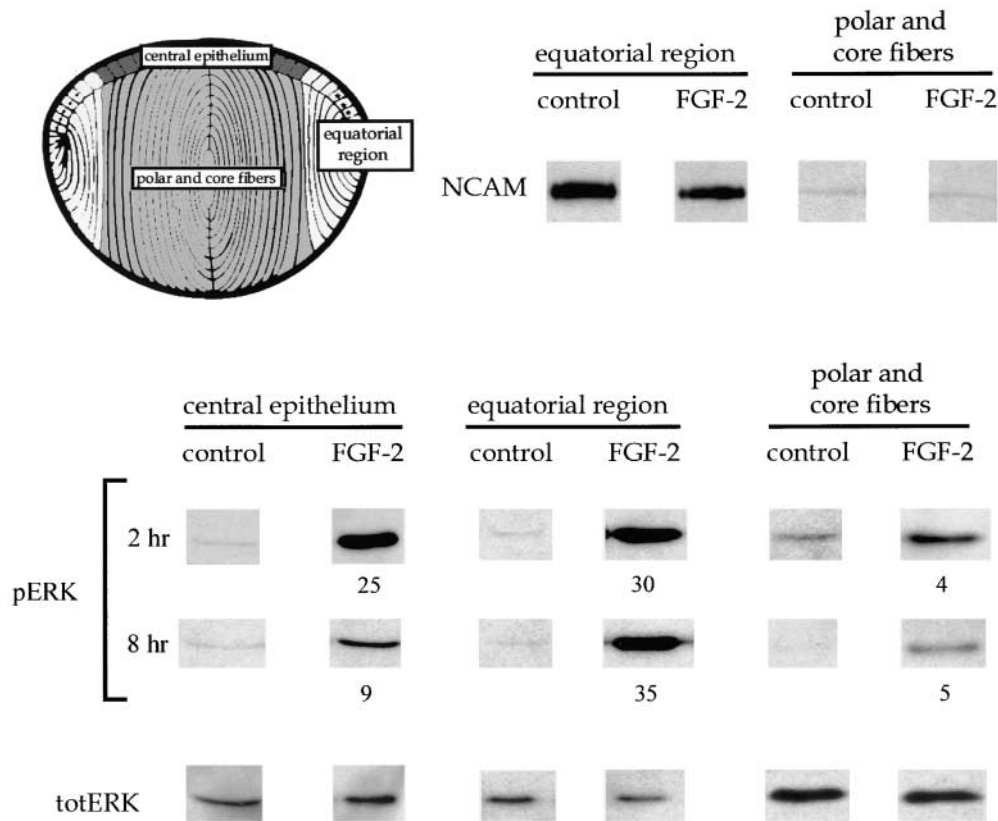 central epithelium
equatorial
region
polar and core fibers
equatorial region
polar and
core fibers
control
FGF-2
control
FGF-2
NCAM
central epithelium
equatorial region
polar and
core fibers
control
FGF-2
control
FGF-2
control
FGF-2
pERK
2 hr
25
30
4
8 hr
9
35
5
totERK